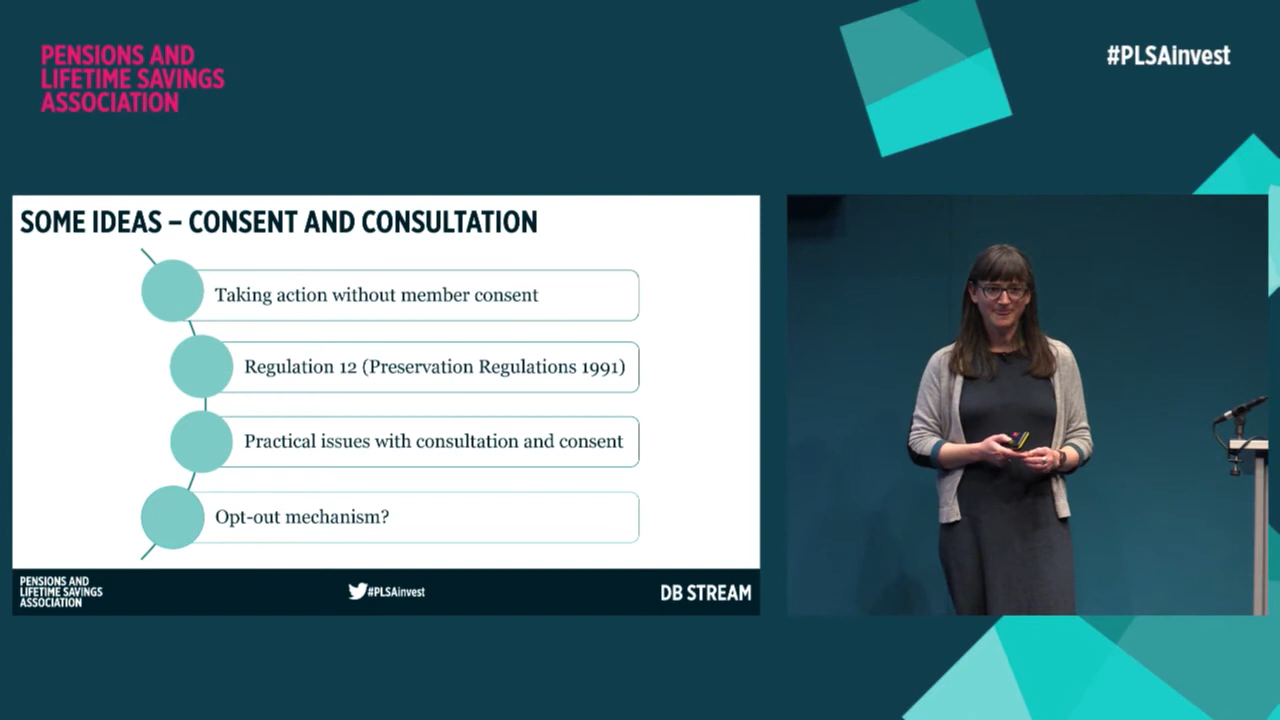 PENSIONS AND
LIFETIME SAVINGS
ASSOCIATION
#PLSAinvest
SOME IDEAS – CONSENT AND CONSULTATION
Taking action without member consent
Regulation 12 (Preservation Regulations 1991)
Practical issues with consultation and consent
Opt-out mechanism?
PENSIONS AND
LIFETIME SAVINGS
ASSOCIATION
#PLSAinvest
DB STREAM